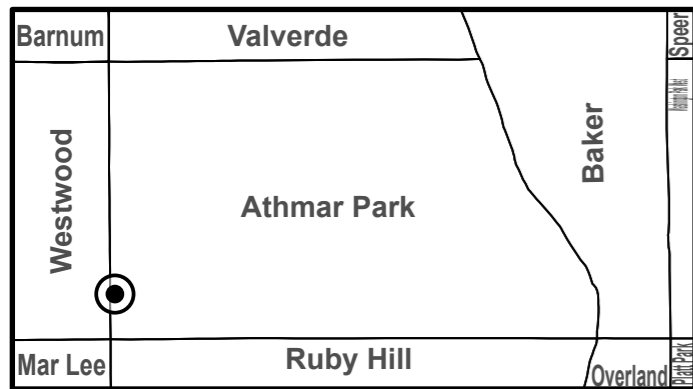 Barnum
Valverde
Speer
Baker
Westwood
Athmar Park
Mar Lee
Ruby Hill
Overland
Platt Park